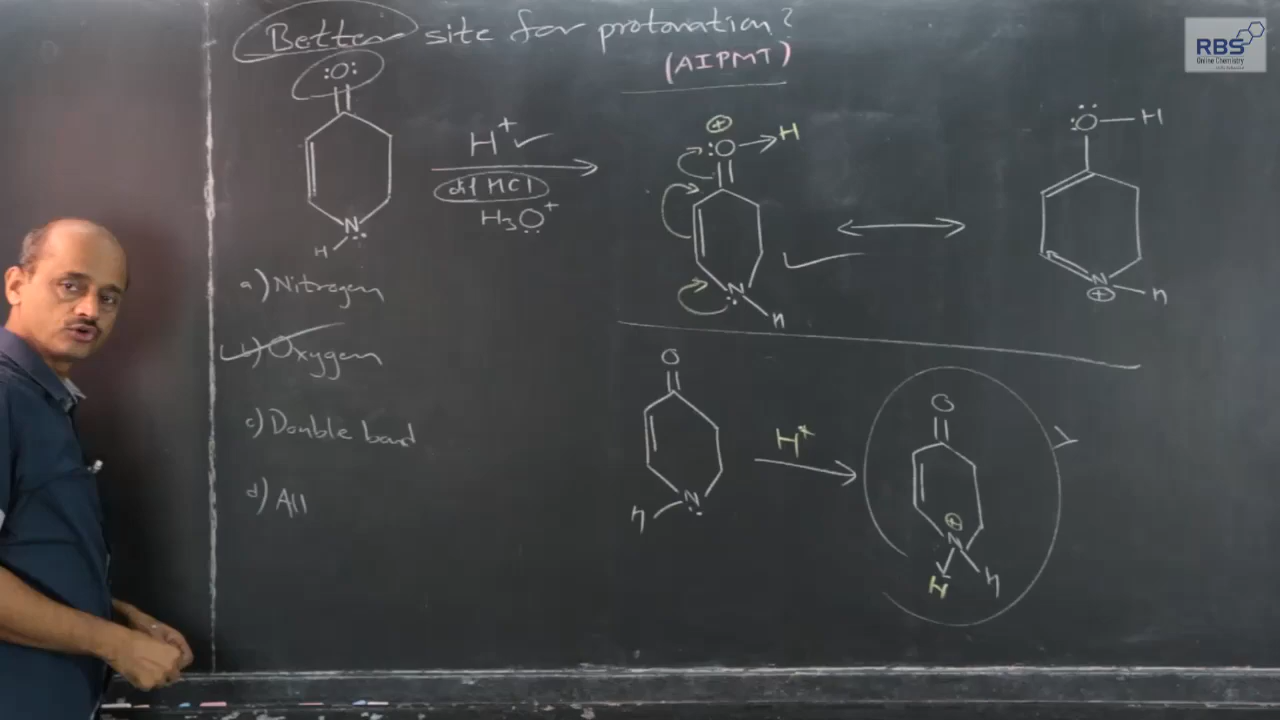 Better site for protonation?
(AIPMT)
RBS
Online Chemistry
:O:
H+✓
dil HCl
H3O+
N
H
a) Nitrogen
b) Oxygen
c) Double bond
d) All
⊕
:O → H
N
H
:O — H
N
⊕
H
O
N
H
H+
O
⊕
N
H
H